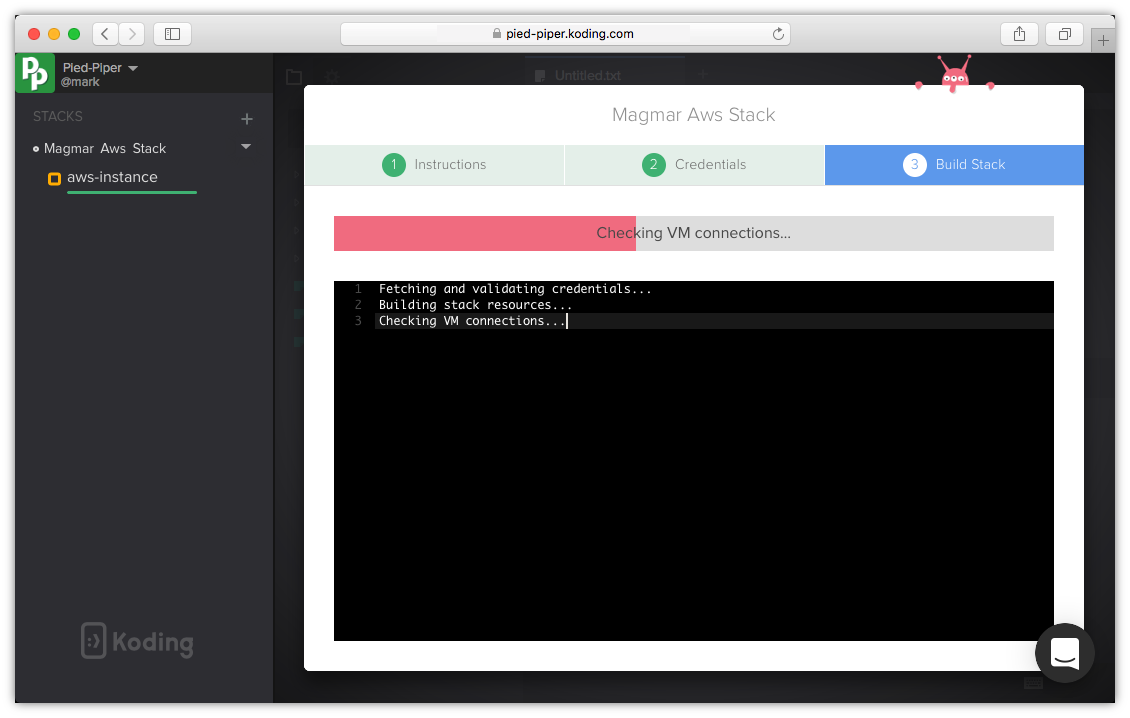 pied-piper.koding.com
PP
Pied-Piper
@mark
Untitled.txt
STACKS
Magmar Aws Stack
aws-instance
Magmar Aws Stack
1 Instructions
2 Credentials
3 Build Stack
Checking VM connections...
1 Fetching and validating credentials...
2 Building stack resources...
3 Checking VM connections...
Koding